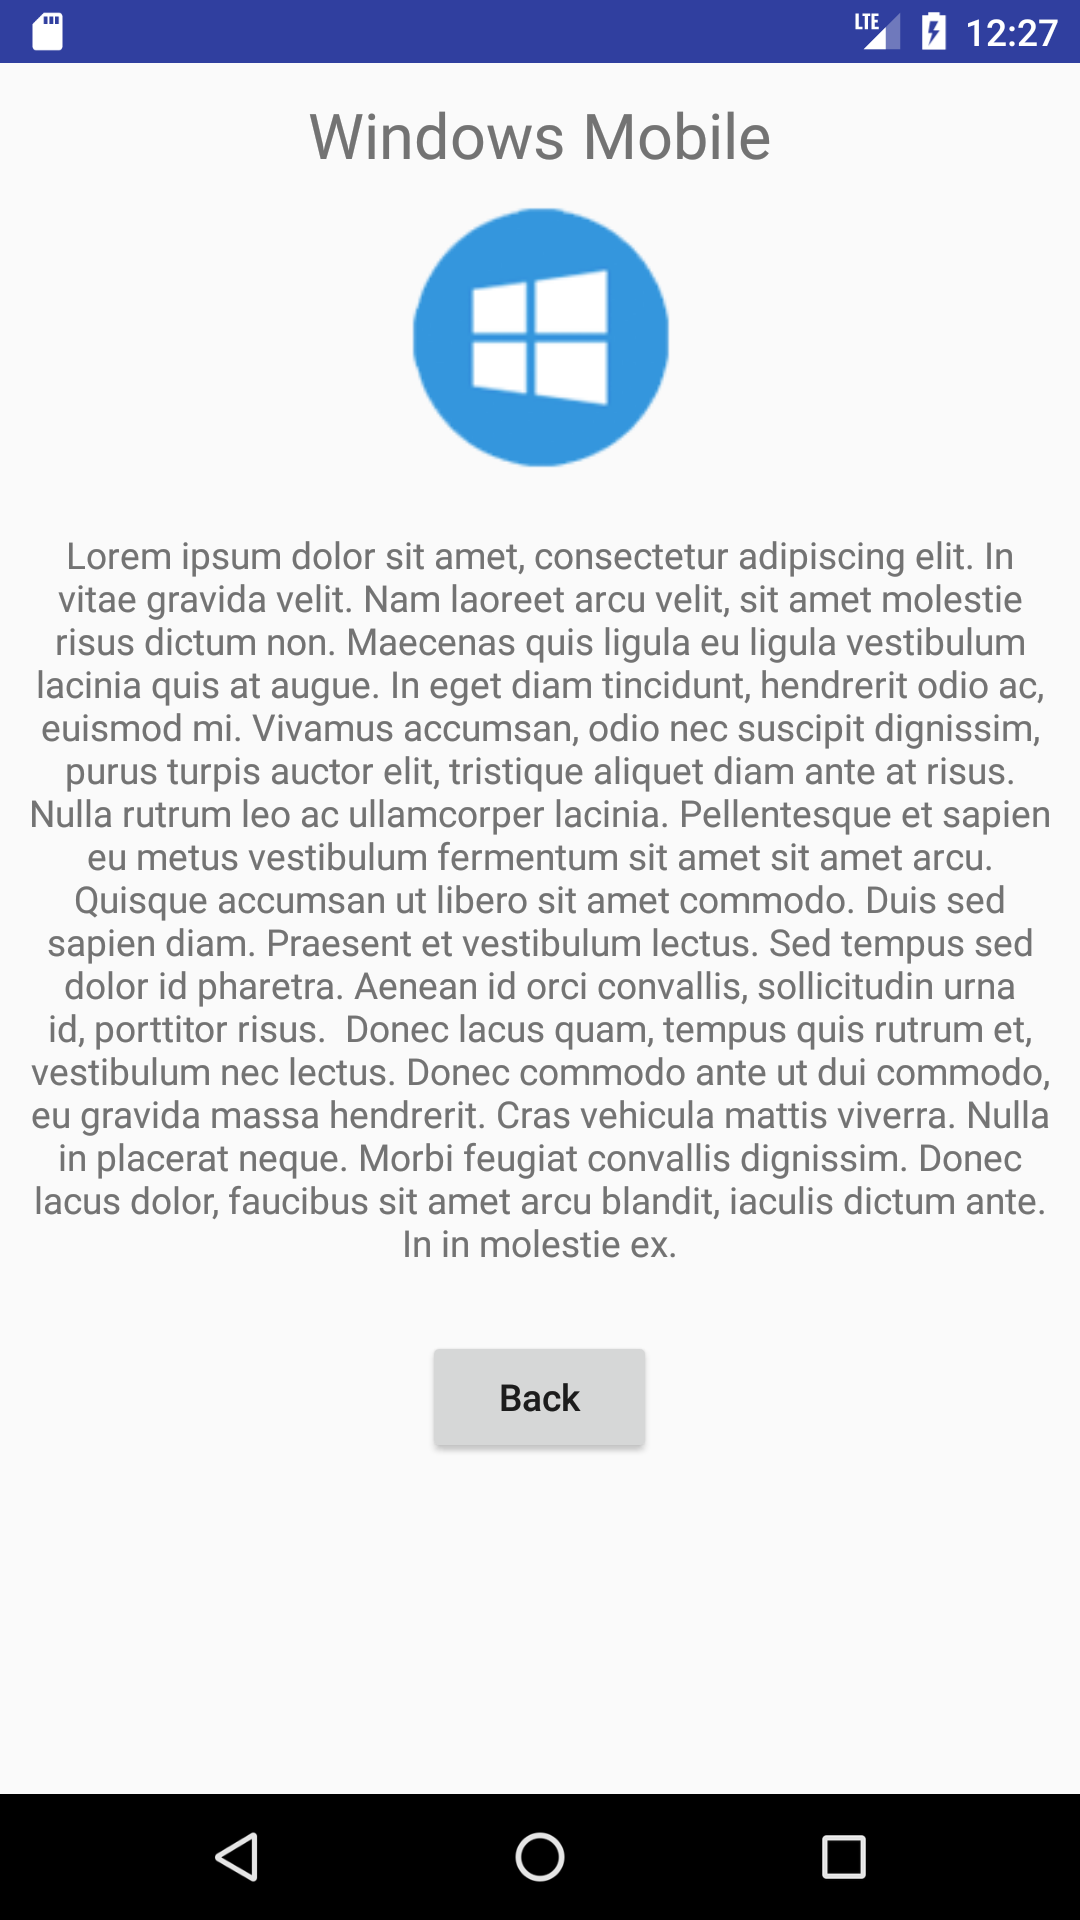 LTE 12:27
Windows Mobile
Lorem ipsum dolor sit amet, consectetur adipiscing elit. In
vitae gravida velit. Nam laoreet arcu velit, sit amet molestie
risus dictum non. Maecenas quis ligula eu ligula vestibulum
lacinia quis at augue. In eget diam tincidunt, hendrerit odio ac,
euismod mi. Vivamus accumsan, odio nec suscipit dignissim,
purus turpis auctor elit, tristique aliquet diam ante at risus.
Nulla rutrum leo ac ullamcorper lacinia. Pellentesque et sapien
eu metus vestibulum fermentum sit amet sit amet arcu.
Quisque accumsan ut libero sit amet commodo. Duis sed
sapien diam. Praesent et vestibulum lectus. Sed tempus sed
dolor id pharetra. Aenean id orci convallis, sollicitudin urna
id, porttitor risus.  Donec lacus quam, tempus quis rutrum et,
vestibulum nec lectus. Donec commodo ante ut dui commodo,
eu gravida massa hendrerit. Cras vehicula mattis viverra. Nulla
in placerat neque. Morbi feugiat convallis dignissim. Donec
lacus dolor, faucibus sit amet arcu blandit, iaculis dictum ante.
In in molestie ex.
Back